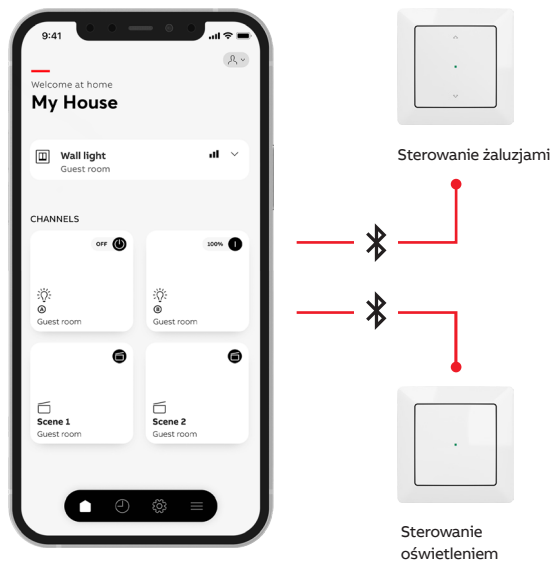 9:41
Welcome at home
My House
Wall light
Guest room
CHANNELS
OFF
100%
A
Guest room
B
Guest room
Scene 1
Guest room
Scene 2
Guest room
Sterowanie żaluzjami
Sterowanie
oświetleniem